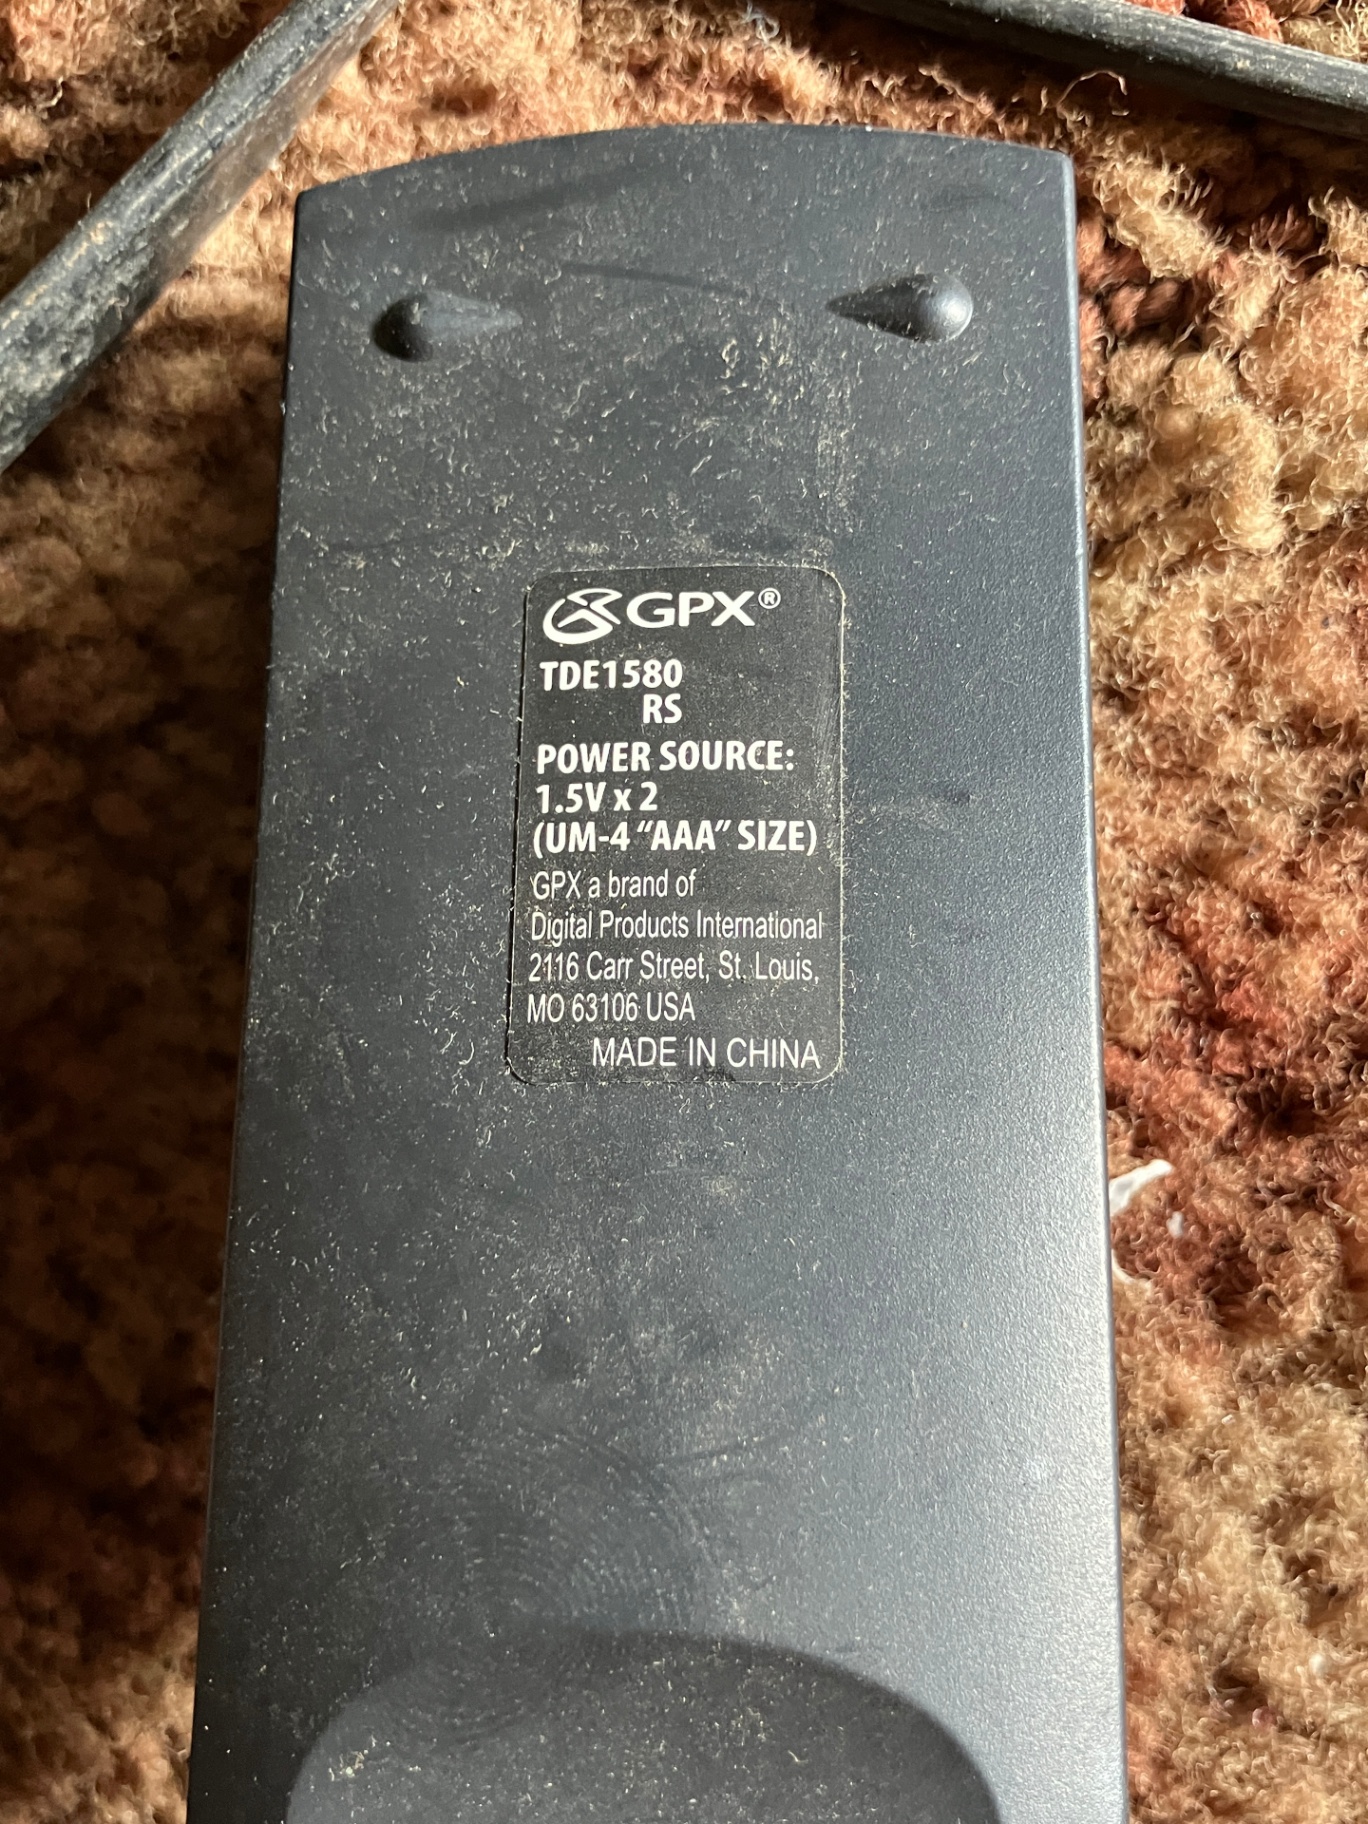 GPX®
TDE1580
RS
POWER SOURCE:
1.5V x 2
(UM-4 “AAA” SIZE)
GPX a brand of
Digital Products International
2116 Carr Street, St. Louis,
MO 63106 USA
MADE IN CHINA